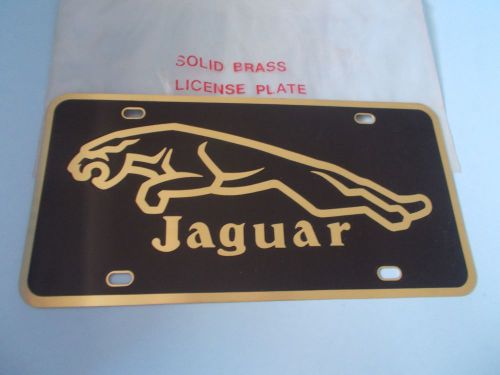 SOLID BRASS
LICENSE PLATE
Jaguar